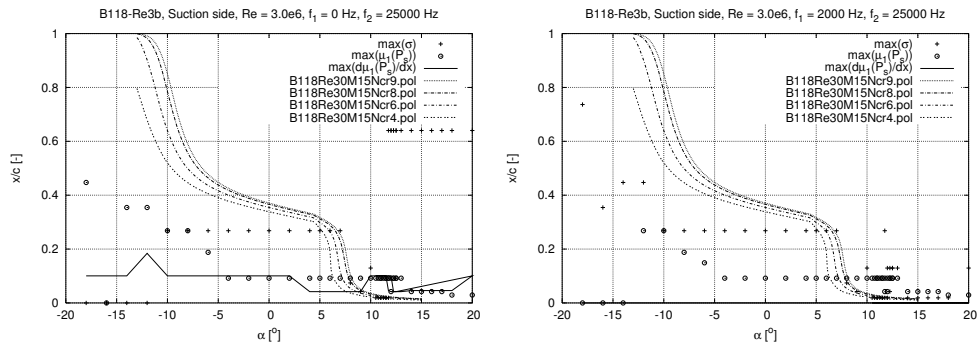 B118-Re3b, Suction side, Re = 3.0e6, f₁ = 0 Hz, f₂ = 25000 Hz
1
0.8
0.6
0.4
0.2
0
x/c [-]
max(σ)
max(μ₁(Pₛ))
max(dμ₁(Pₛ)/dx)
B118Re30M15Ncr9.pol
B118Re30M15Ncr8.pol
B118Re30M15Ncr6.pol
B118Re30M15Ncr4.pol
-20 -15 -10 -5 0 5 10 15 20
α [°]
B118-Re3b, Suction side, Re = 3.0e6, f₁ = 2000 Hz, f₂ = 25000 Hz
1
0.8
0.6
0.4
0.2
0
x/c [-]
max(σ)
max(μ₁(Pₛ))
max(dμ₁(Pₛ)/dx)
B118Re30M15Ncr9.pol
B118Re30M15Ncr8.pol
B118Re30M15Ncr6.pol
B118Re30M15Ncr4.pol
-20 -15 -10 -5 0 5 10 15 20
α [°]